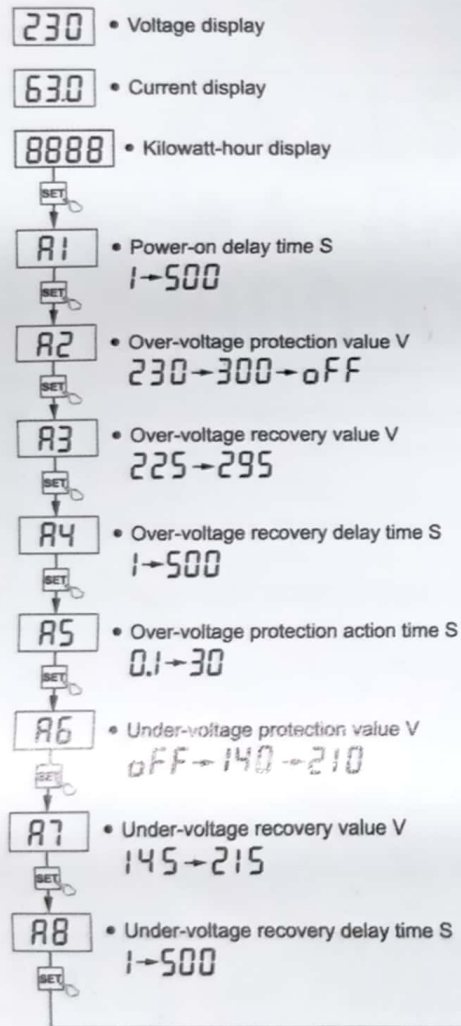 230 • Voltage display
63.0 • Current display
8888 • Kilowatt-hour display
SET
A1 • Power-on delay time S
1→500
SET
A2 • Over-voltage protection value V
230→300→oFF
SET
A3 • Over-voltage recovery value V
225→295
SET
A4 • Over-voltage recovery delay time S
1→500
SET
A5 • Over-voltage protection action time S
0.1→30
SET
A6 • Under-voltage protection value V
oFF→140→210
SET
A7 • Under-voltage recovery value V
145→215
SET
A8 • Under-voltage recovery delay time S
1→500
SET